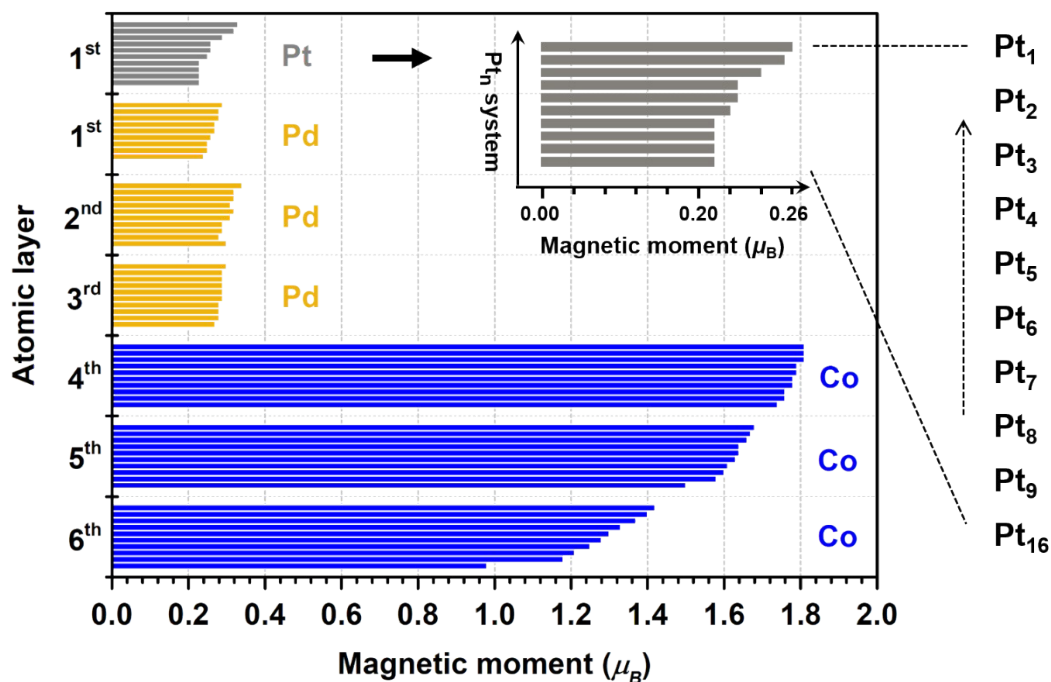 Atomic layer
1st
Pt
1st
Pd
2nd
Pd
3rd
Pd
4th
Co
5th
Co
6th
Co
0.0 0.2 0.4 0.6 0.8 1.0 1.2 1.4 1.6 1.8 2.0
Magnetic moment (μB)
Ptn system
0.00 0.20 0.26
Magnetic moment (μB)
Pt1
Pt2
Pt3
Pt4
Pt5
Pt6
Pt7
Pt8
Pt9
Pt16